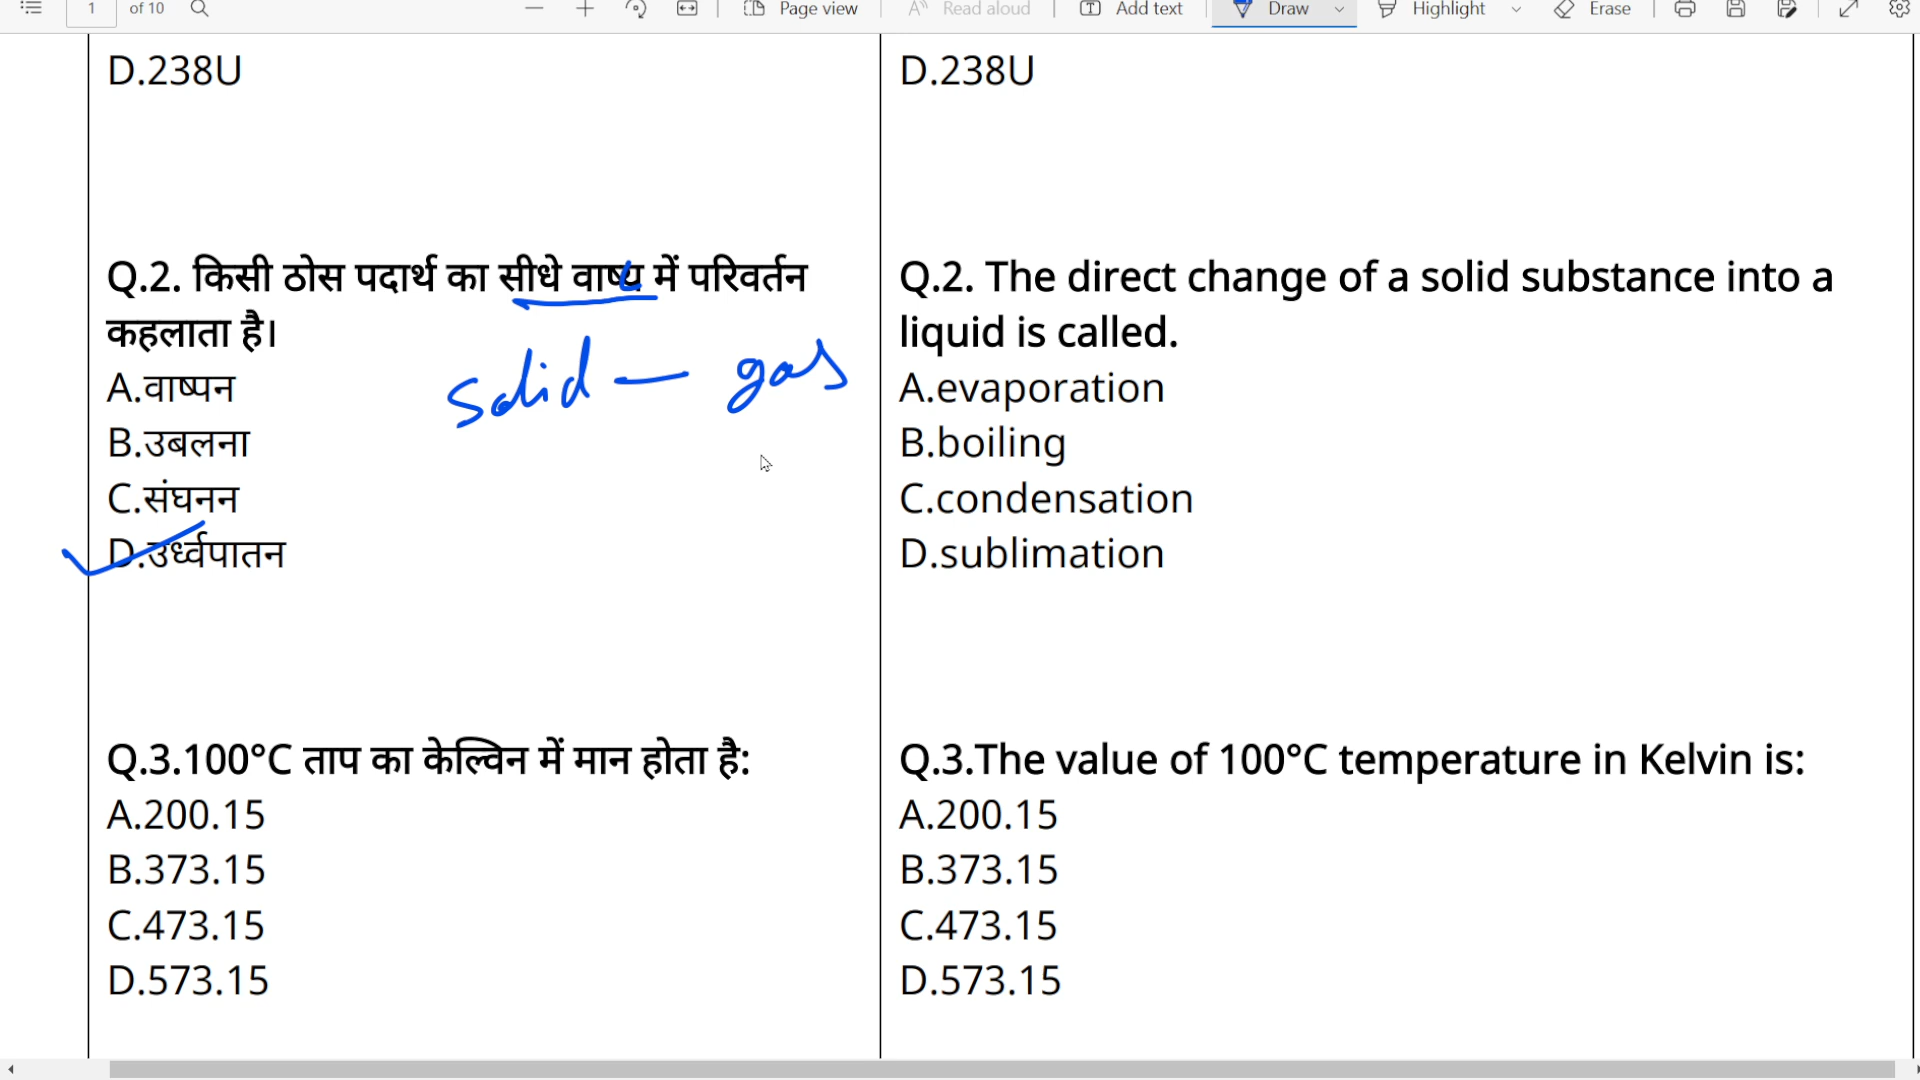 1 of 10 Page view Read aloud Add text Draw Highlight Erase
D.238U
Q.2. किसी ठोस पदार्थ का सीधे वाष्प में परिवर्तन
कहलाता है।
A.वाष्पन
B.उबलना
C.संघनन
D.उर्ध्वपातन
solid — gas
Q.3.100°C ताप का केल्विन में मान होता है:
A.200.15
B.373.15
C.473.15
D.573.15
D.238U
Q.2. The direct change of a solid substance into a
liquid is called.
A.evaporation
B.boiling
C.condensation
D.sublimation
Q.3.The value of 100°C temperature in Kelvin is:
A.200.15
B.373.15
C.473.15
D.573.15